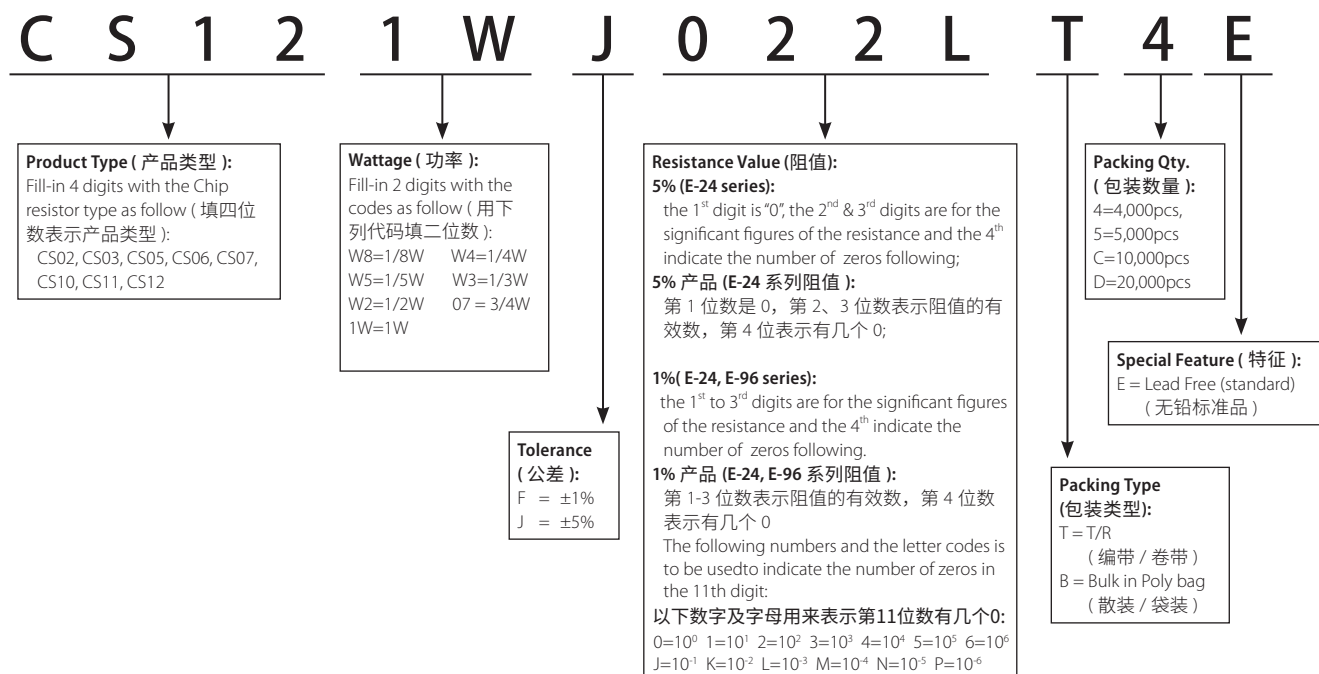 C S 1 2 1 W J 0 2 2 L T 4 E
Product Type ( 产品类型 ):
Fill-in 4 digits with the Chip
resistor type as follow ( 填四位
数表示产品类型 ):
CS02, CS03, CS05, CS06, CS07,
CS10, CS11, CS12
Wattage ( 功率 ):
Fill-in 2 digits with the
codes as follow ( 用下
列代码填二位数 ):
W8=1/8W W4=1/4W
W5=1/5W W3=1/3W
W2=1/2W 07 = 3/4W
1W=1W
Tolerance
( 公差 ):
F = ±1%
J = ±5%
Resistance Value (阻值):
5% (E-24 series):
the 1st digit is "0", the 2nd & 3rd digits are for the
significant figures of the resistance and the 4th
indicate the number of zeros following;
5% 产品 (E-24 系列阻值 ):
第 1 位数是 0，第 2、3 位数表示阻值的有
效数，第 4 位表示有几个 0;
1%( E-24, E-96 series):
the 1st to 3rd digits are for the significant figures
of the resistance and the 4th indicate the
number of zeros following.
1% 产品 (E-24, E-96 系列阻值 ):
第 1-3 位数表示阻值的有效数，第 4 位数
表示有几个 0
The following numbers and the letter codes is
to be usedto indicate the number of zeros in
the 11th digit:
以下数字及字母用来表示第11位数有几个0:
0=10⁰ 1=10¹ 2=10² 3=10³ 4=10⁴ 5=10⁵ 6=10⁶
J=10⁻¹ K=10⁻² L=10⁻³ M=10⁻⁴ N=10⁻⁵ P=10⁻⁶
Packing Type
(包装类型):
T = T/R
( 编带 / 卷带 )
B = Bulk in Poly bag
( 散装 / 袋装 )
Packing Qty.
( 包装数量 ):
4=4,000pcs,
5=5,000pcs
C=10,000pcs
D=20,000pcs
Special Feature ( 特征 ):
E = Lead Free (standard)
( 无铅标准品 )